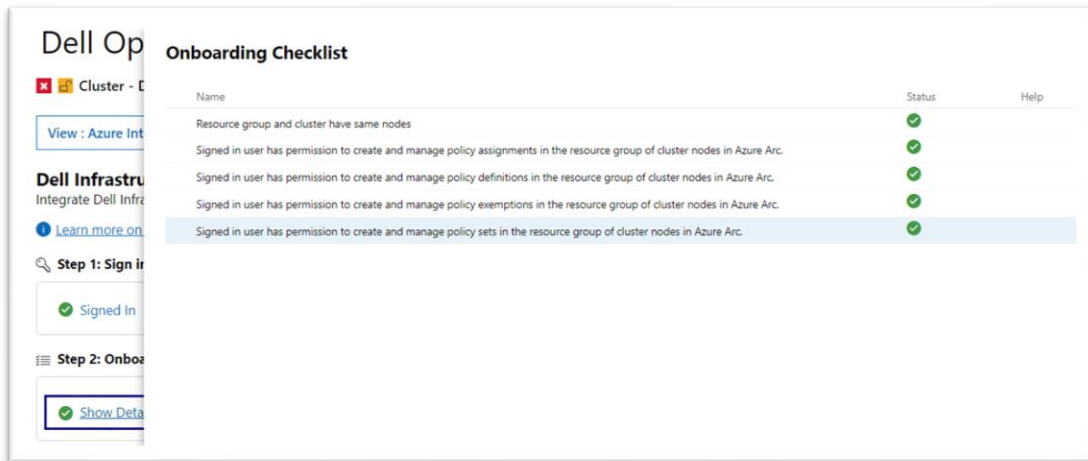 Dell Op
Cluster - D
View : Azure Int
Dell Infrastru
Integrate Dell Infra
Learn more on
Step 1: Sign in
Signed In
Step 2: Onboa
Show Deta
Onboarding Checklist
Name Status Help
Resource group and cluster have same nodes
Signed in user has permission to create and manage policy assignments in the resource group of cluster nodes in Azure Arc.
Signed in user has permission to create and manage policy definitions in the resource group of cluster nodes in Azure Arc.
Signed in user has permission to create and manage policy exemptions in the resource group of cluster nodes in Azure Arc.
Signed in user has permission to create and manage policy sets in the resource group of cluster nodes in Azure Arc.